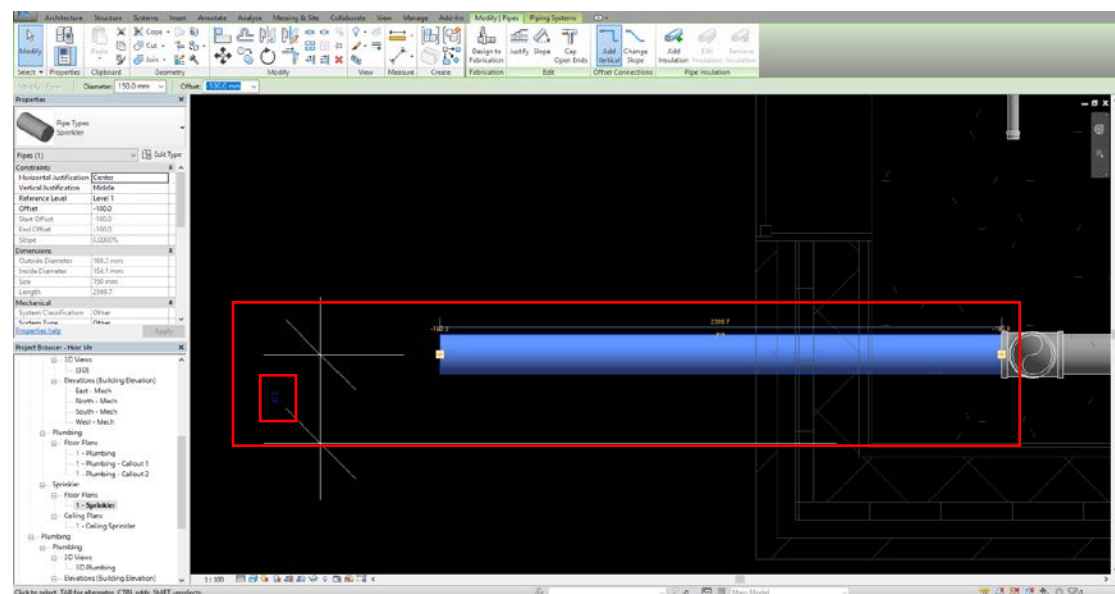 Architecture Structure Systems Insert Annotate Analyze Massing & Site Collaborate View Manage Add-Ins Modify | Pipes Piping Systems
Modify Paste Cope Cut Join Design to Fabrication Justify Slope Cap Open Ends Add Vertical Change Slope Add Insulation Edit Insulation Remove Insulation
Select Properties Clipboard Geometry Modify View Measure Create Fabrication Edit Offset Connections Pipe Insulation
Modify | Pipes Diameter: 150.0 mm Offset: -100.0 mm
Properties
Pipe Types
Sprinkler
Pipes (1) Edit Type
Constraints
Horizontal Justification Center
Vertical Justification Middle
Reference Level Level 1
Offset -100.0
Start Offset -100.0
End Offset -100.0
Slope 0.0000%
Dimensions
Outside Diameter 168.3 mm
Inside Diameter 154.1 mm
Size 150 mm
Length 2389.7
Mechanical
System Classification Other
System Type Other
Properties help Apply
Project Browser - Hvac Me
3D Views
{3D}
Elevations (Building Elevation)
East - Mech
North - Mech
South - Mech
West - Mech
Plumbing
Floor Plans
1 - Plumbing
1 - Plumbing - Callout 1
1 - Plumbing - Callout 2
Sprinkler
Floor Plans
1 - Sprinkler
Ceiling Plans
1 - Ceiling Sprinkler
Plumbing
Plumbing
3D Views
3D Plumbing
Elevations (Building Elevation)
2389.7
1 : 100
Click to select, TAB for alternates, CTRL adds, SHIFT unselects.
Main Model